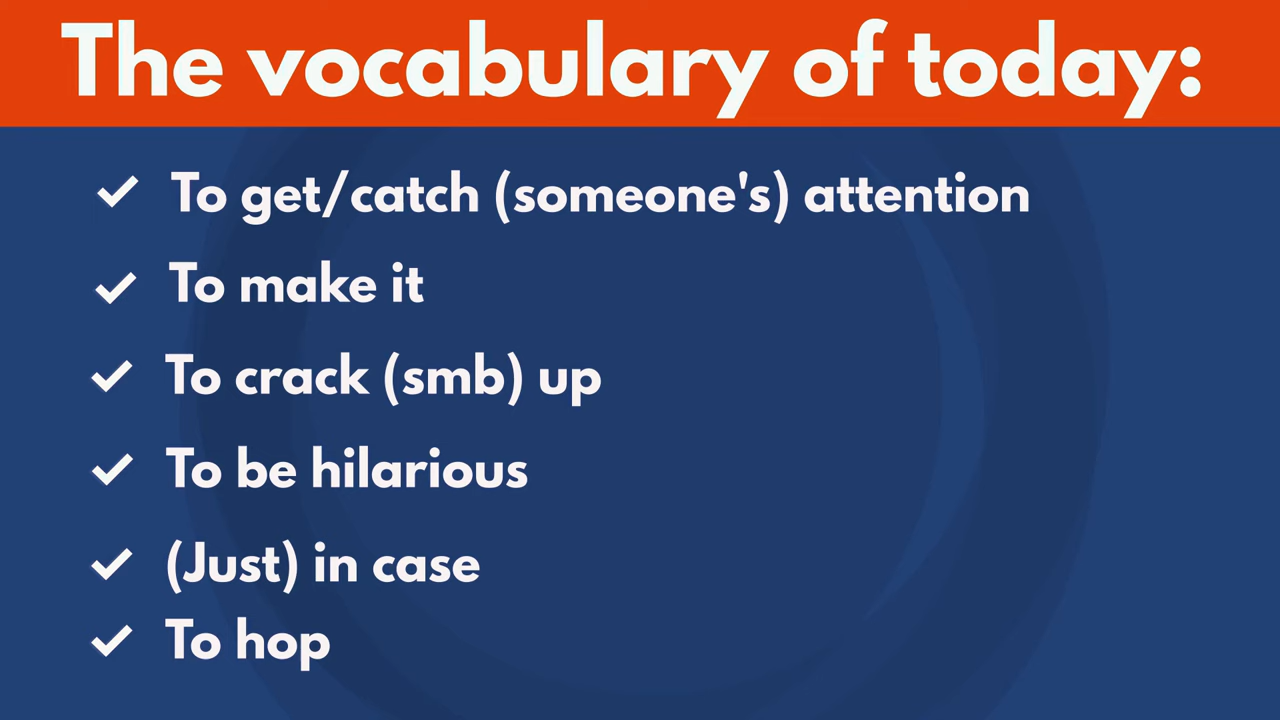 The vocabulary of today:
To get/catch (someone's) attention
To make it
To crack (smb) up
To be hilarious
(Just) in case
To hop